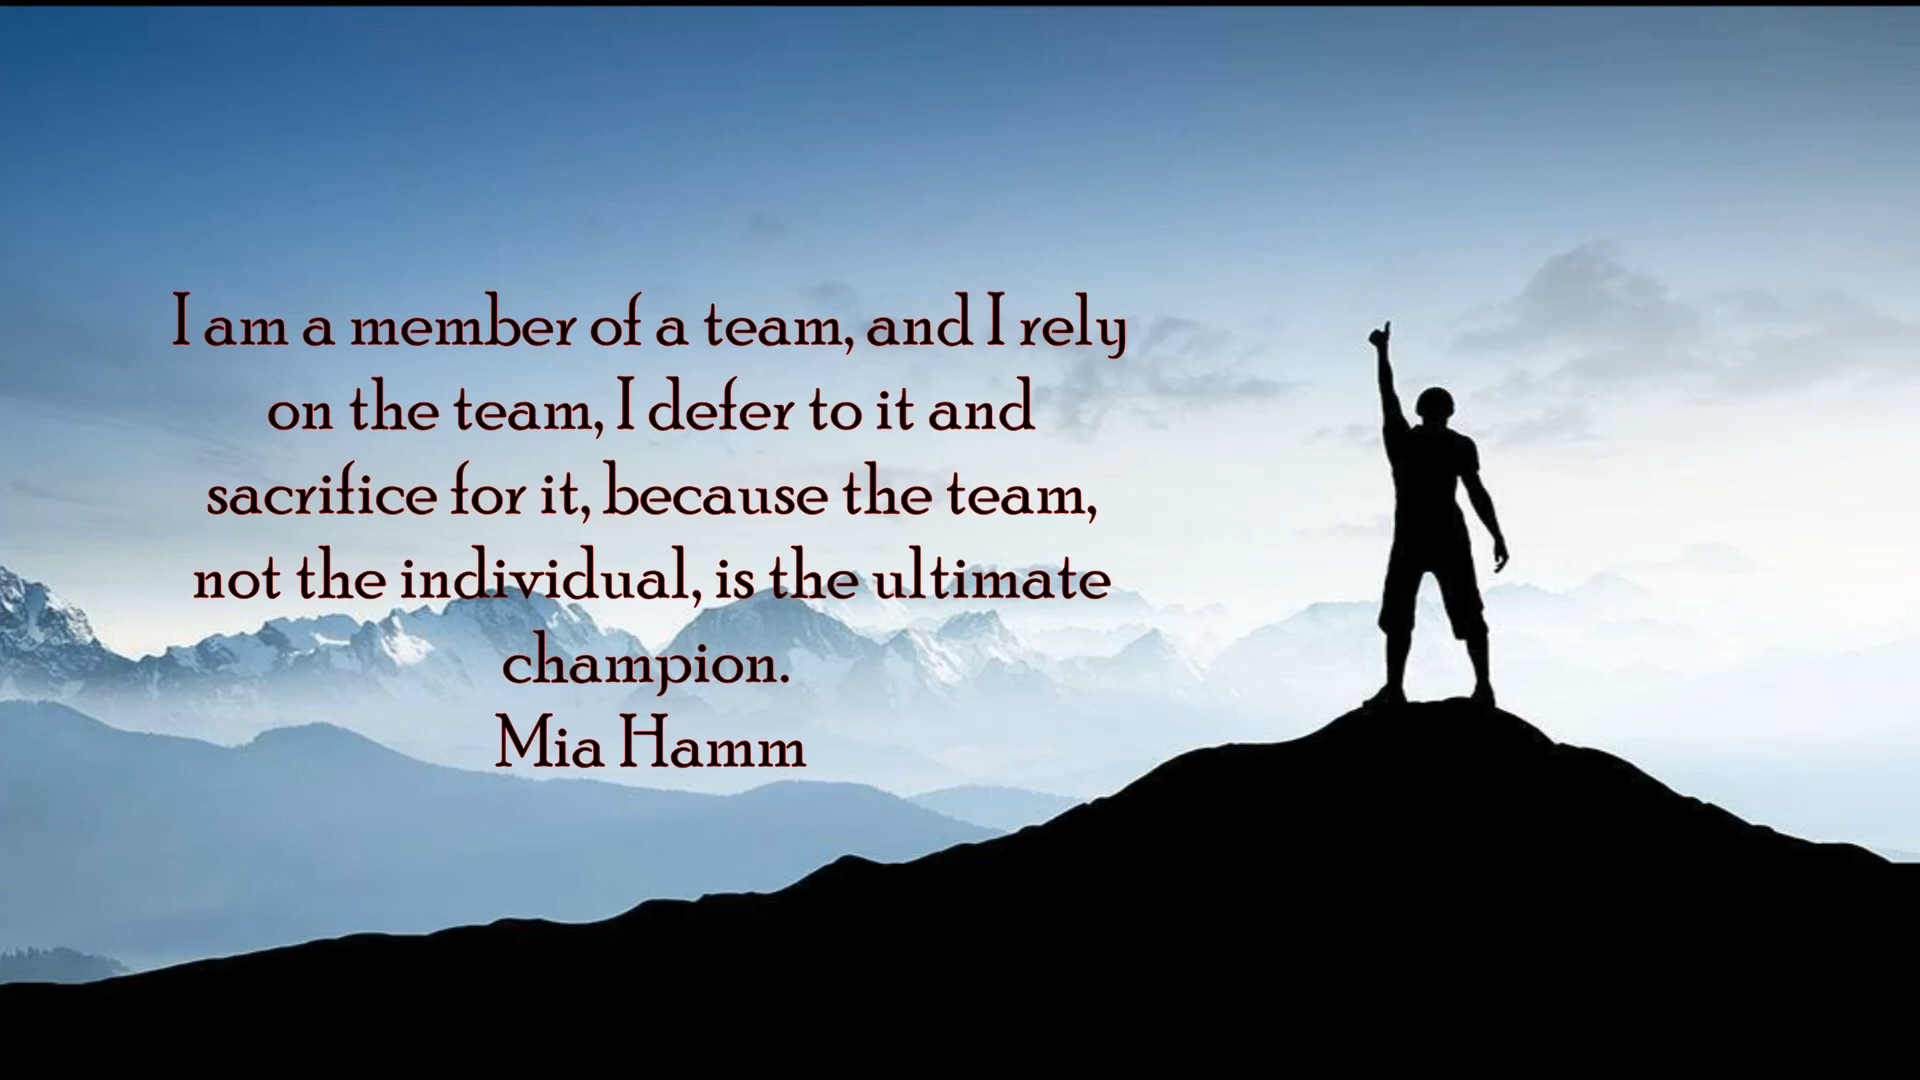 I am a member of a team, and I rely
on the team, I defer to it and
sacrifice for it, because the team,
not the individual, is the ultimate
champion.
Mia Hamm